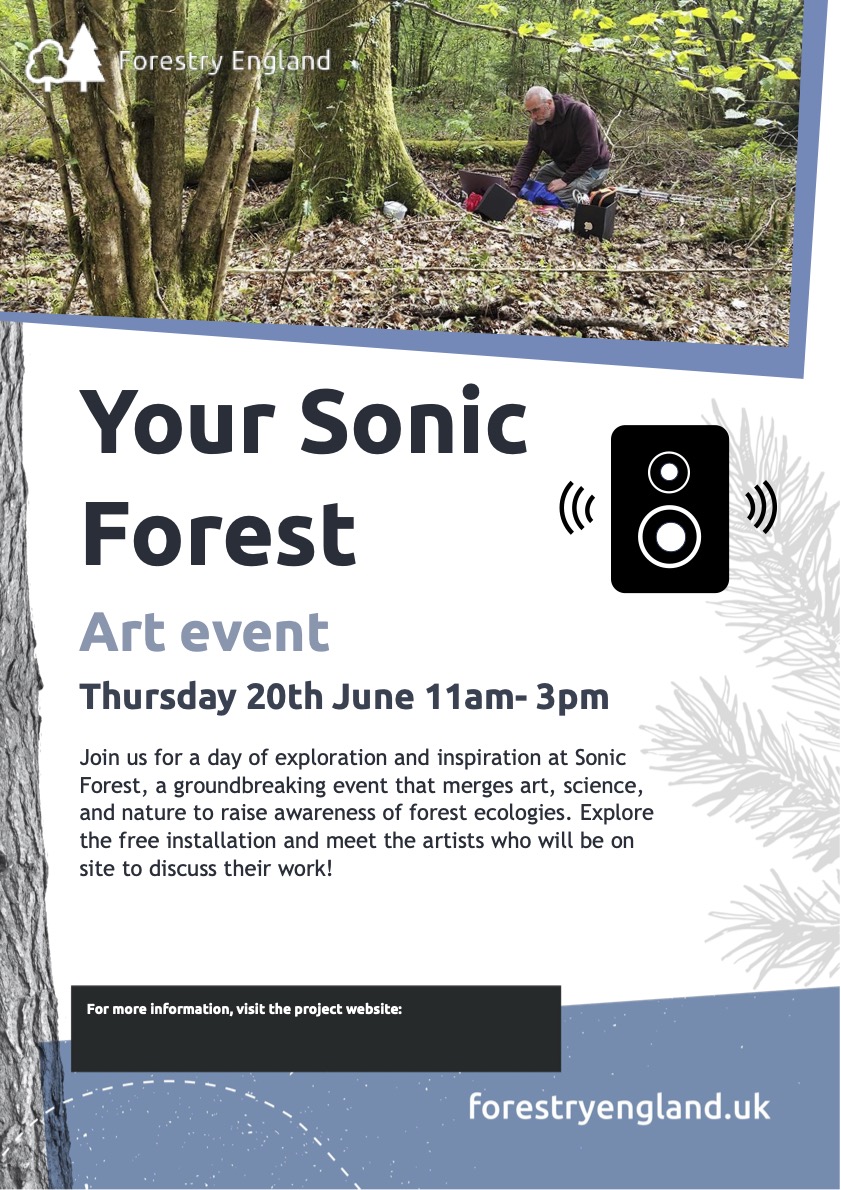 Forestry England
Your Sonic
Forest
Art event
Thursday 20th June 11am- 3pm
Join us for a day of exploration and inspiration at Sonic
Forest, a groundbreaking event that merges art, science,
and nature to raise awareness of forest ecologies. Explore
the free installation and meet the artists who will be on
site to discuss their work!
For more information, visit the project website:
forestryengland.uk